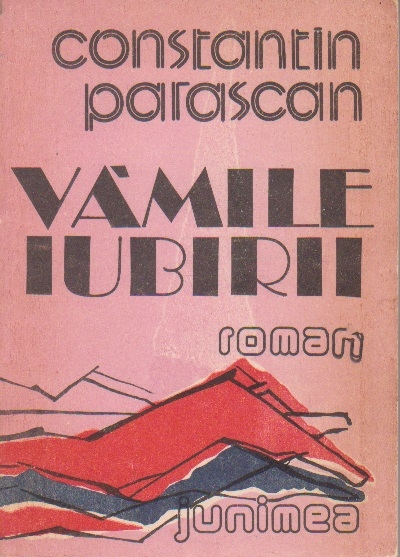 constantin
parascan
VĂMILE
IUBIRII
roman
junimea